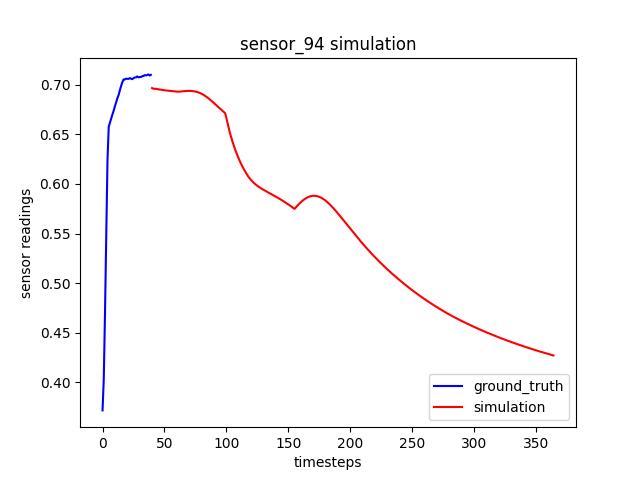 sensor_94 simulation
0.70
0.65
0.60
0.55
0.50
0.45
0.40
sensor readings
0 50 100 150 200 250 300 350
timesteps
ground_truth
simulation